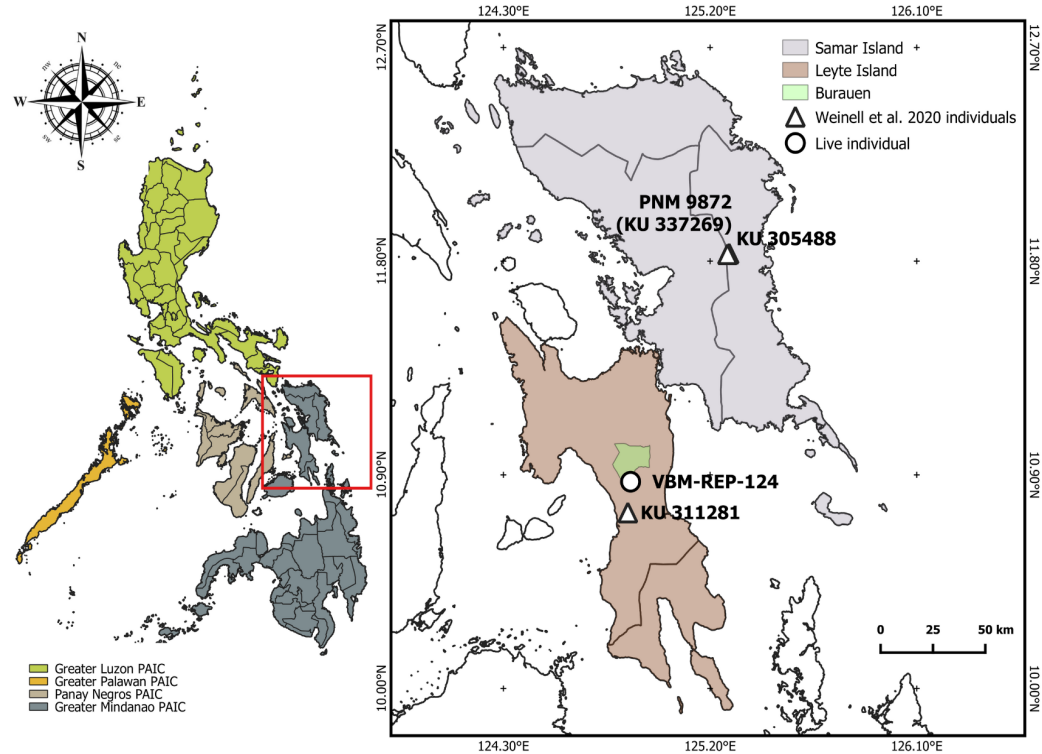 N
nw
ne
W
E
sw
se
S
Greater Luzon PAIC
Greater Palawan PAIC
Panay Negros PAIC
Greater Mindanao PAIC
124.30°E
125.20°E
126.10°E
12.70°N
12.70°N
Samar Island
Leyte Island
Burauen
Weinell et al. 2020 individuals
Live individual
PNM 9872
(KU 337269)
KU 305488
11.80°N
11.80°N
10.90°N
10.90°N
VBM-REP-124
KU 311281
0 25 50 km
10.00°N
10.00°N
124.30°E
125.20°E
126.10°E